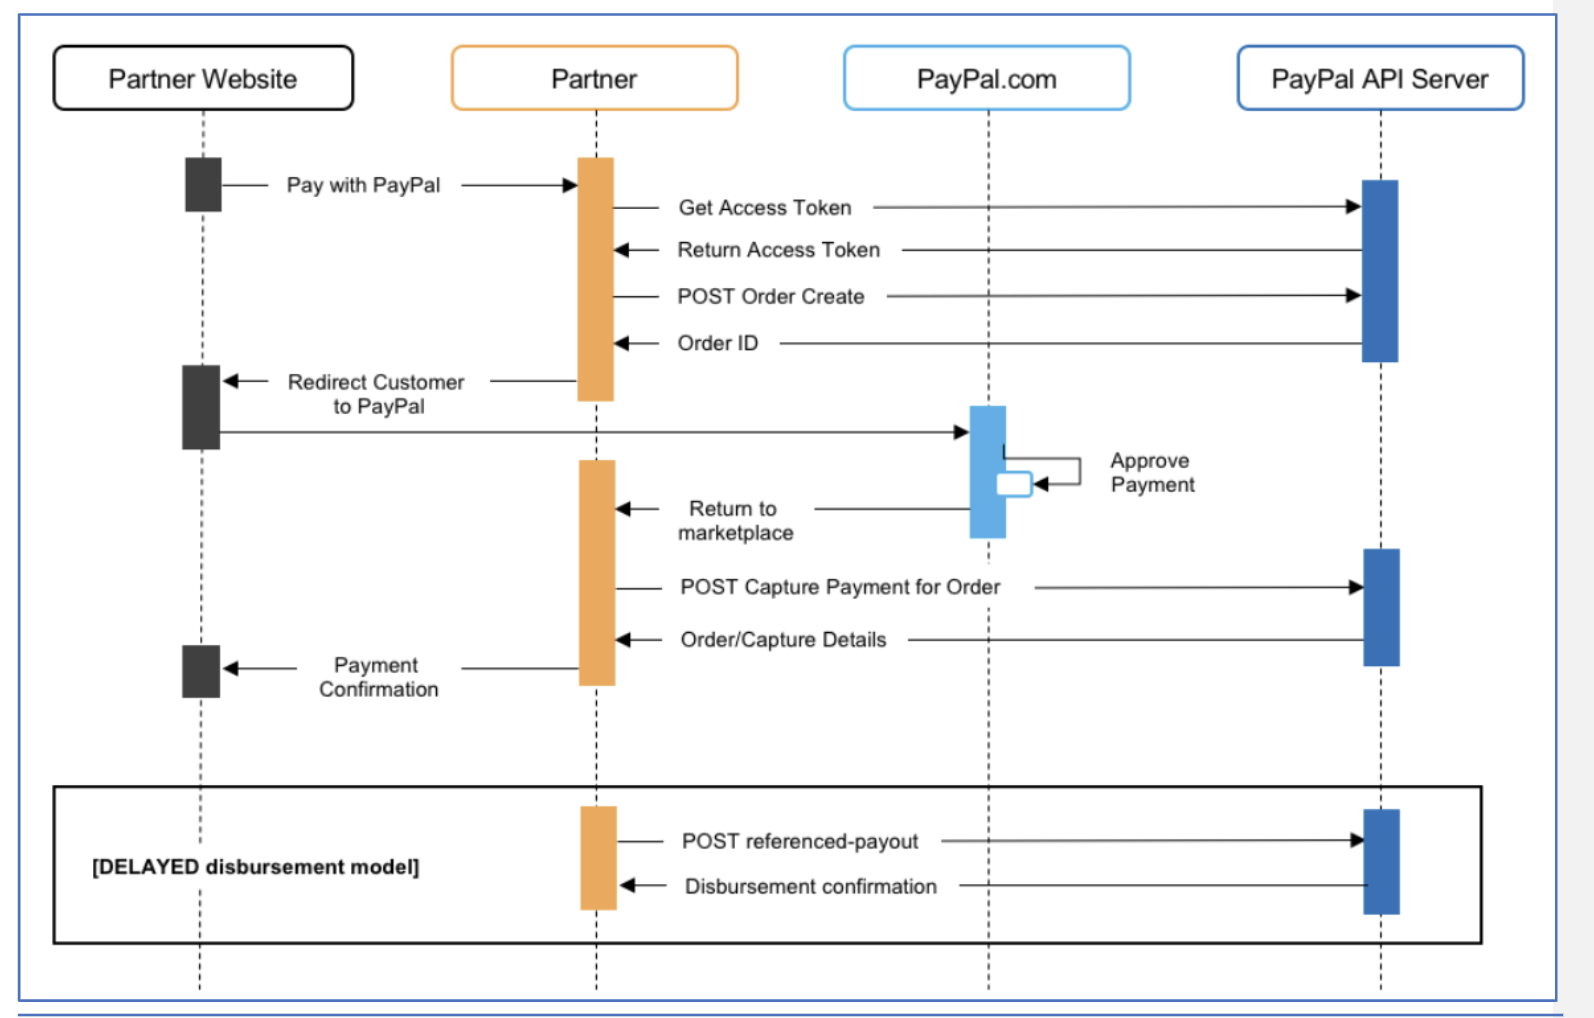 Partner Website
Partner
PayPal.com
PayPal API Server
Pay with PayPal
Get Access Token
Return Access Token
POST Order Create
Order ID
Redirect Customer
to PayPal
Approve
Payment
Return to
marketplace
POST Capture Payment for Order
Order/Capture Details
Payment
Confirmation
POST referenced-payout
[DELAYED disbursement model]
Disbursement confirmation